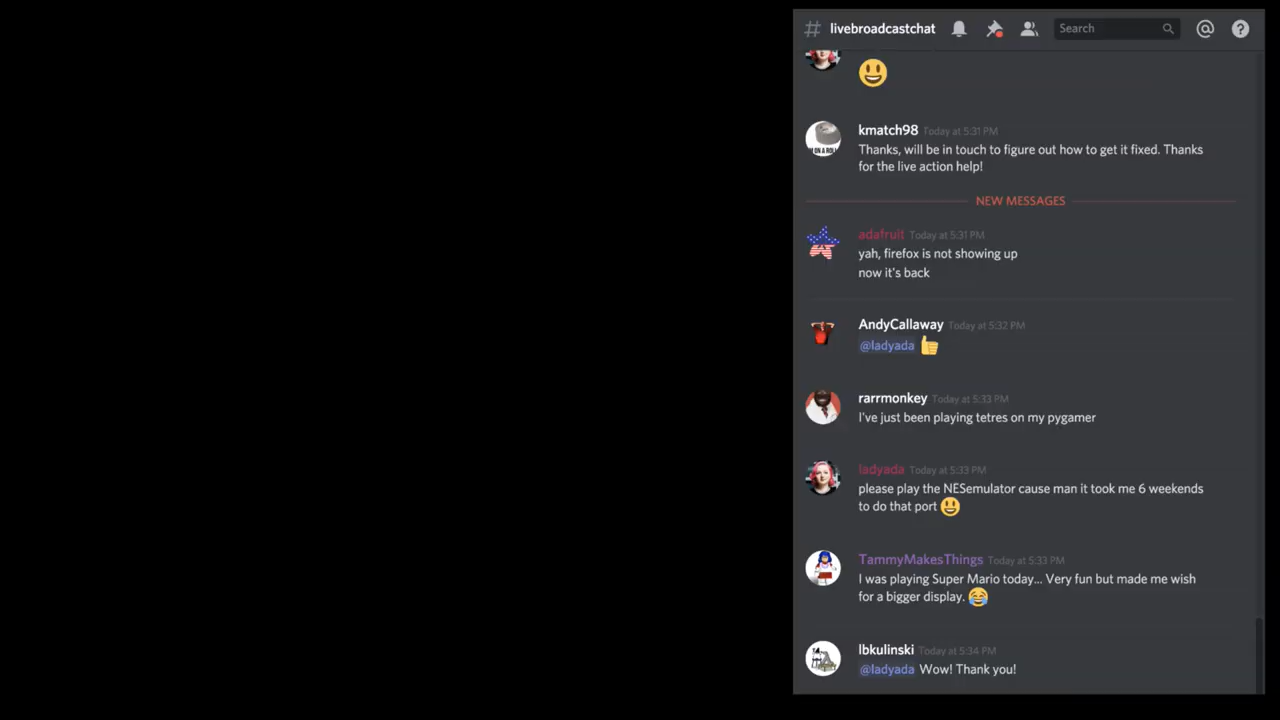 # livebroadcastchat
Search
kmatch98 Today at 5:31 PM
Thanks, will be in touch to figure out how to get it fixed. Thanks
for the live action help!
NEW MESSAGES
adafruit Today at 5:31 PM
yah, firefox is not showing up
now it's back
AndyCallaway Today at 5:32 PM
@ladyada 👍
rarrmonkey Today at 5:33 PM
I've just been playing tetres on my pygamer
ladyada Today at 5:33 PM
please play the NESemulator cause man it took me 6 weekends
to do that port 😃
TammyMakesThings Today at 5:33 PM
I was playing Super Mario today... Very fun but made me wish
for a bigger display. 😂
lbkulinski Today at 5:34 PM
@ladyada Wow! Thank you!